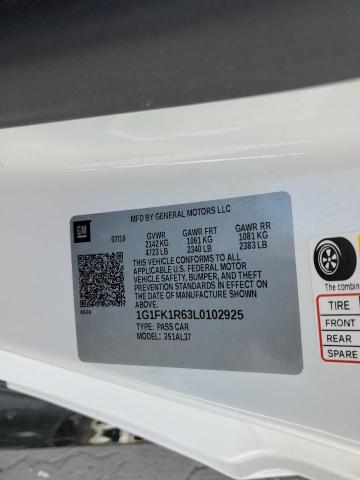 MFD BY GENERAL MOTORS LLC
GM
07/19 GVWR GAWR FRT GAWR RR
2142 KG 1061 KG 1081 KG
4723 LB 2340 LB 2383 LB
THIS VEHICLE CONFORMS TO ALL
APPLICABLE U.S. FEDERAL MOTOR
VEHICLE SAFETY, BUMPER, AND THEFT
PREVENTION STANDARDS IN EFFECT ON
THE DATE OF MANUFACTURE SHOWN ABOVE.
1G1FK1R63L0102925
TYPE: PASS CAR
MODEL: 351AL37
The combin
TIRE
FRONT
REAR